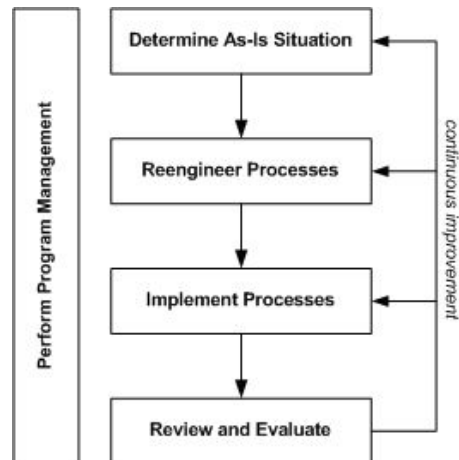 Perform Program Management
Determine As-Is Situation
Reengineer Processes
Implement Processes
Review and Evaluate
continuous improvement